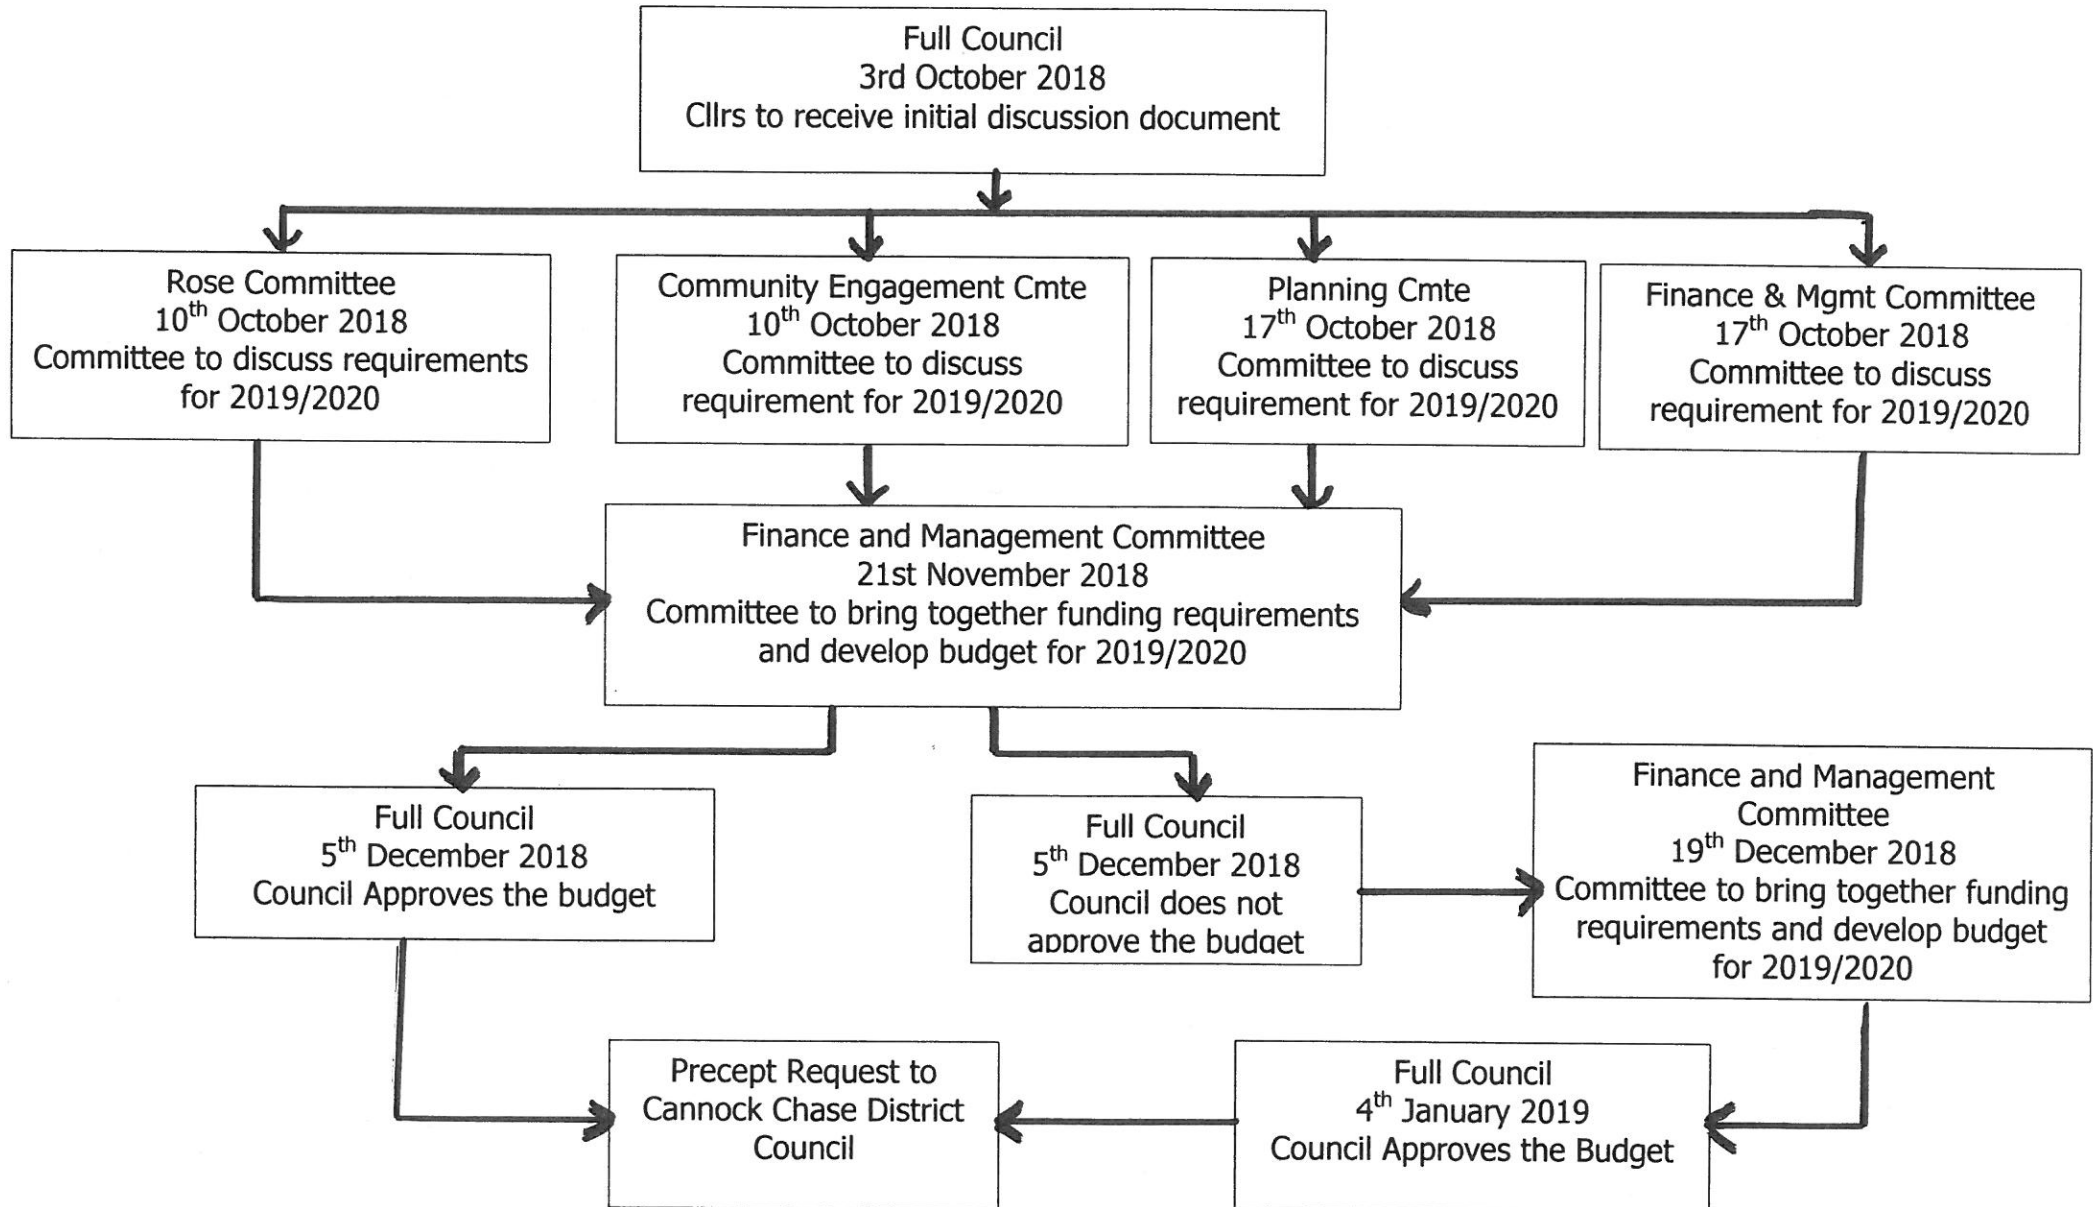 Full Council
3rd October 2018
Cllrs to receive initial discussion document
Rose Committee
10th October 2018
Committee to discuss requirements
for 2019/2020
Community Engagement Cmte
10th October 2018
Committee to discuss
requirement for 2019/2020
Planning Cmte
17th October 2018
Committee to discuss
requirement for 2019/2020
Finance & Mgmt Committee
17th October 2018
Committee to discuss
requirement for 2019/2020
Finance and Management Committee
21st November 2018
Committee to bring together funding requirements
and develop budget for 2019/2020
Full Council
5th December 2018
Council Approves the budget
Full Council
5th December 2018
Council does not
approve the budget
Finance and Management
Committee
19th December 2018
Committee to bring together funding
requirements and develop budget
for 2019/2020
Precept Request to
Cannock Chase District
Council
Full Council
4th January 2019
Council Approves the Budget